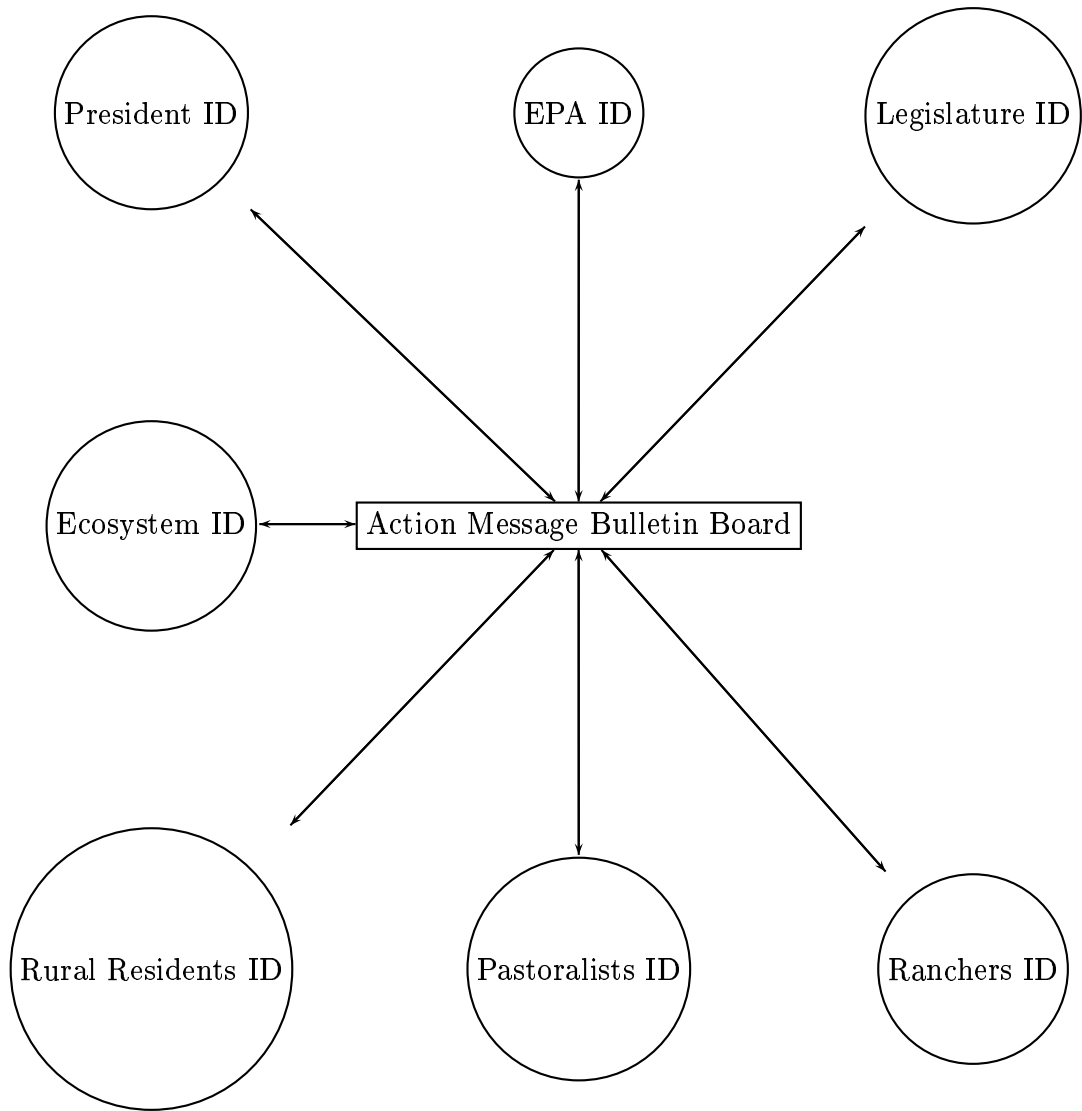 President ID
EPA ID
Legislature ID
Ecosystem ID
Action Message Bulletin Board
Rural Residents ID
Pastoralists ID
Ranchers ID